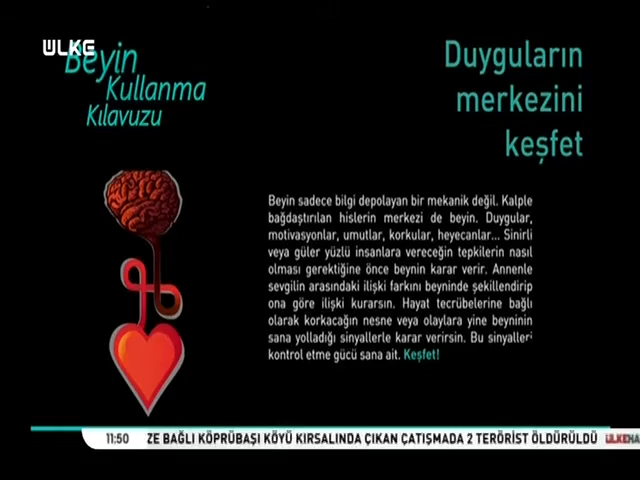 ÜLKE
Beyin
Kullanma
Kılavuzu
Duyguların
merkezini
keşfet
Beyin sadece bilgi depolayan bir mekanik değil. Kalple
bağdaştırılan hislerin merkezi de beyin. Duygular,
motivasyonlar, umutlar, korkular, heyecanlar... Sinirli
veya güler yüzlü insanlara vereceğin tepkilerin nasıl
olması gerektiğine önce beynin karar verir. Annenle
sevgilin arasındaki ilişki farkını beyninde şekillendirip
ona göre ilişki kurarsın. Hayat tecrübelerine bağlı
olarak korkacağın nesne veya olaylara yine beyninin
sana yolladığı sinyallerle karar verirsin. Bu sinyalleri
kontrol etme gücü sana ait. Keşfet!
11:50 ZE BAĞLI KÖPRÜBAŞI KÖYÜ KIRSALINDA ÇIKAN ÇATIŞMADA 2 TERÖRİST ÖLDÜRÜLDÜ ÜLKEHA